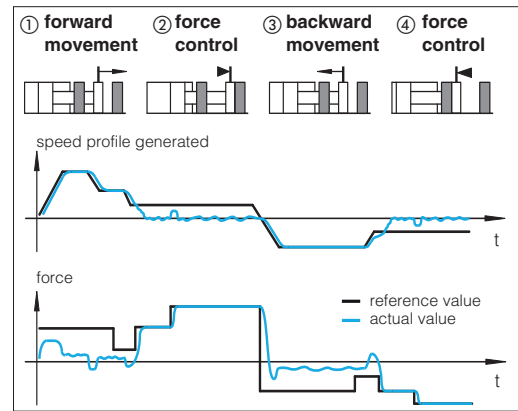 ① forward movement
② force control
③ backward movement
④ force control
speed profile generated
t
force
reference value
actual value
t